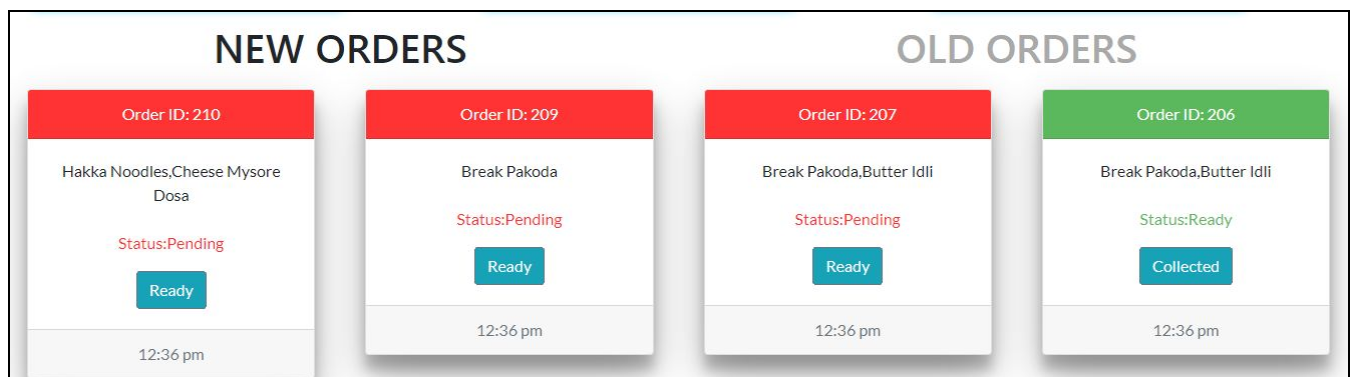 NEW ORDERS
OLD ORDERS
Order ID: 210
Hakka Noodles,Cheese Mysore
Dosa
Status:Pending
Ready
12:36 pm
Order ID: 209
Break Pakoda
Status:Pending
Ready
12:36 pm
Order ID: 207
Break Pakoda,Butter Idli
Status:Pending
Ready
12:36 pm
Order ID: 206
Break Pakoda,Butter Idli
Status:Ready
Collected
12:36 pm